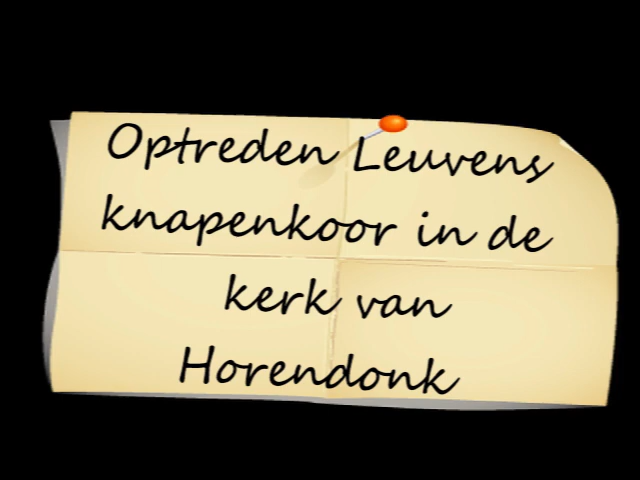 Optreden Leuvens
knapenkoor in de
kerk van
Horendonk